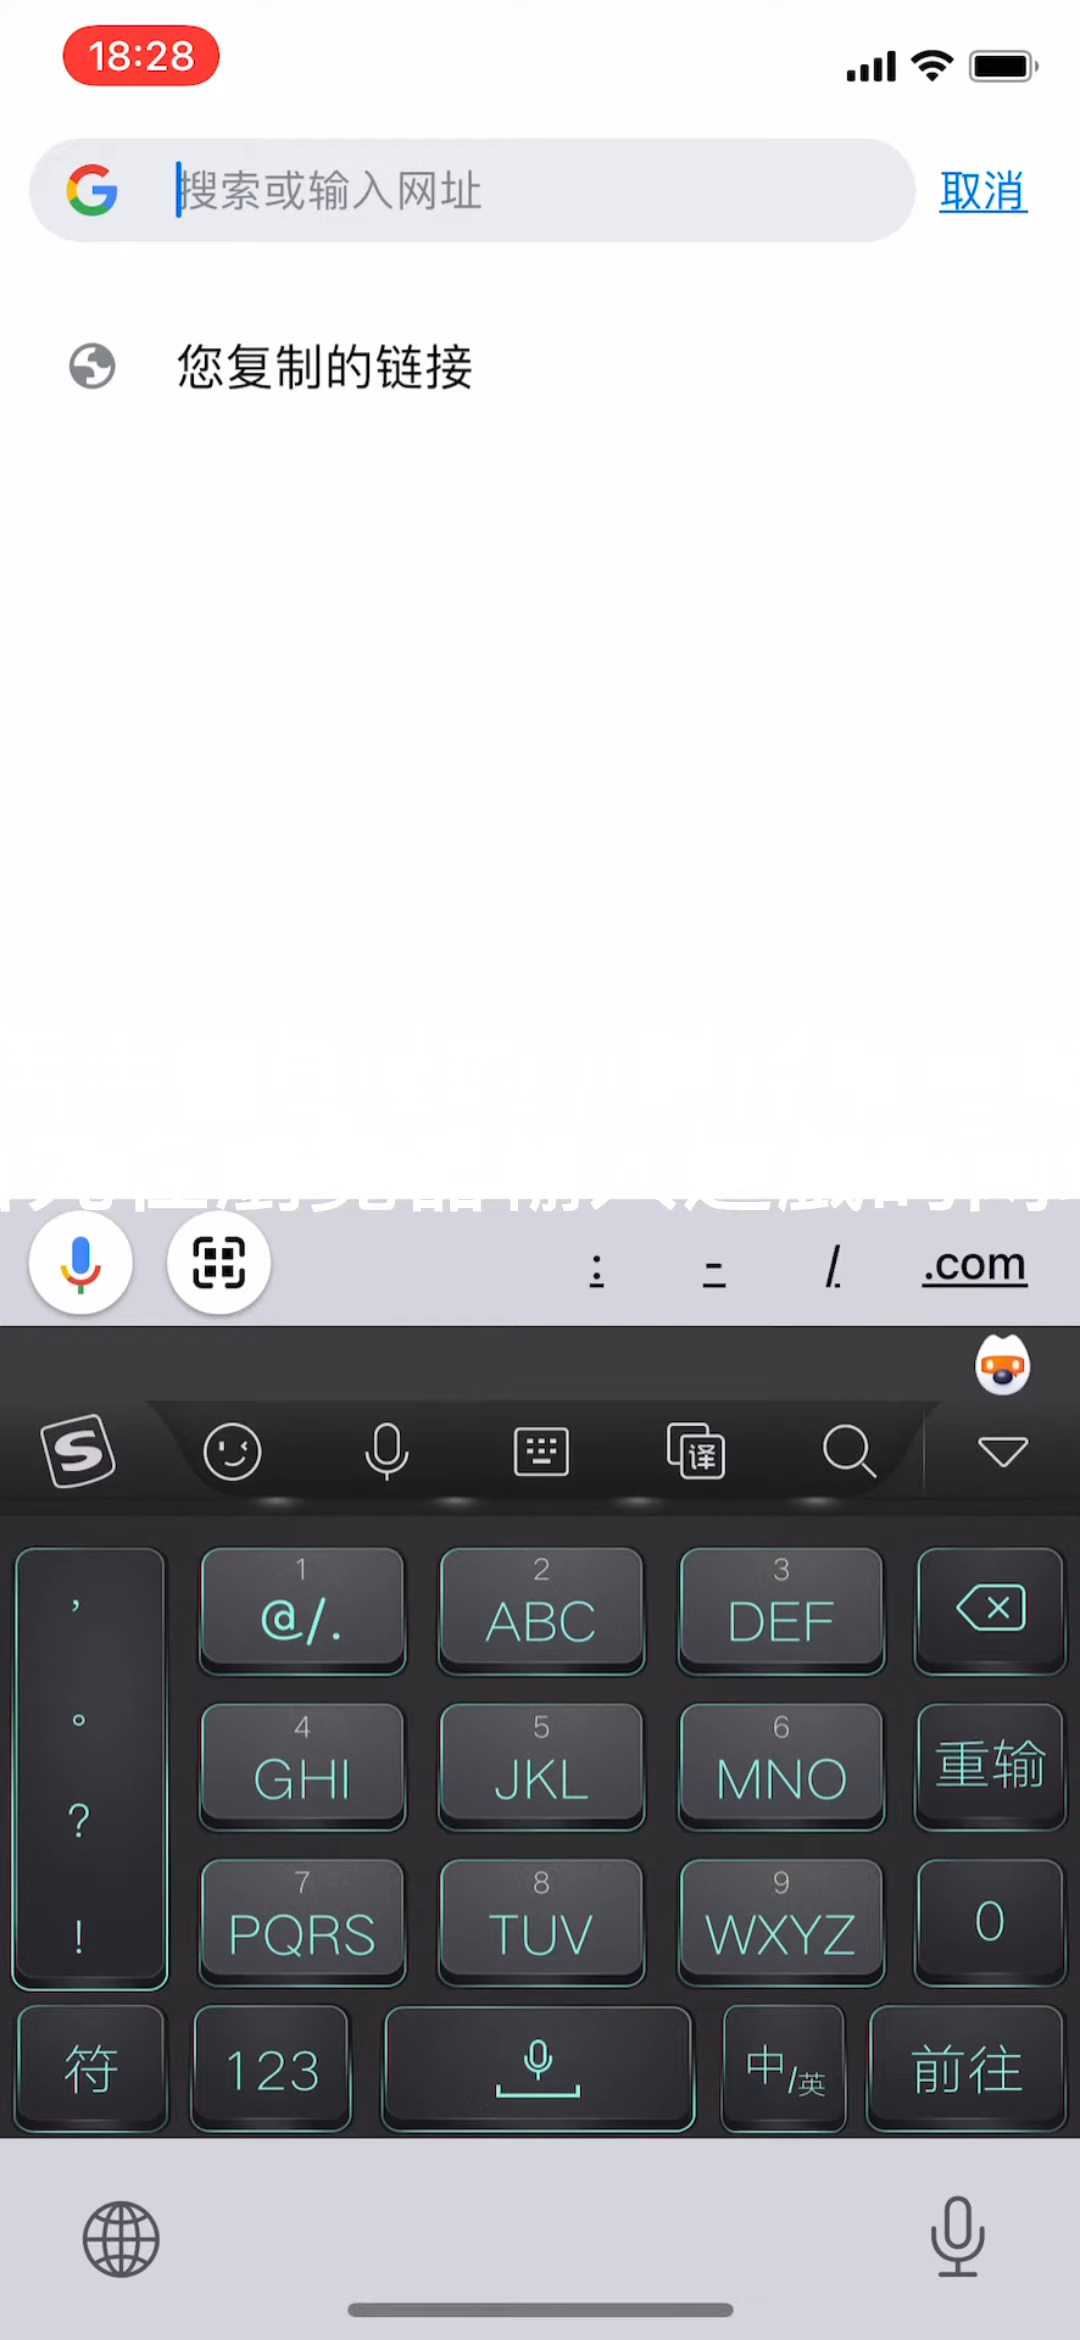 18:28
搜索或输入网址 取消
您复制的链接
: - / .com
译
, 1 @/. 2 ABC 3 DEF
。 4 GHI 5 JKL 6 MNO 重输
?
7 PQRS 8 TUV 9 WXYZ 0
!
符 123 中/英 前往